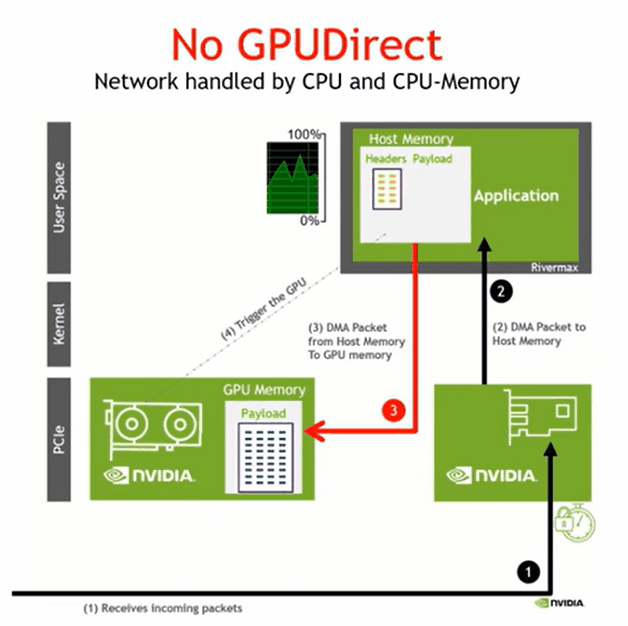 No GPUDirect
Network handled by CPU and CPU-Memory
User Space
100%
0%
Host Memory
Headers Payload
Application
Rivermax
Kernel
(4) Trigger the GPU
(3) DMA Packet
from Host Memory
To GPU memory
2
(2) DMA Packet to
Host Memory
PCIe
GPU Memory
Payload
NVIDIA.
3
NVIDIA.
1
(1) Receives incoming packets
NVIDIA.